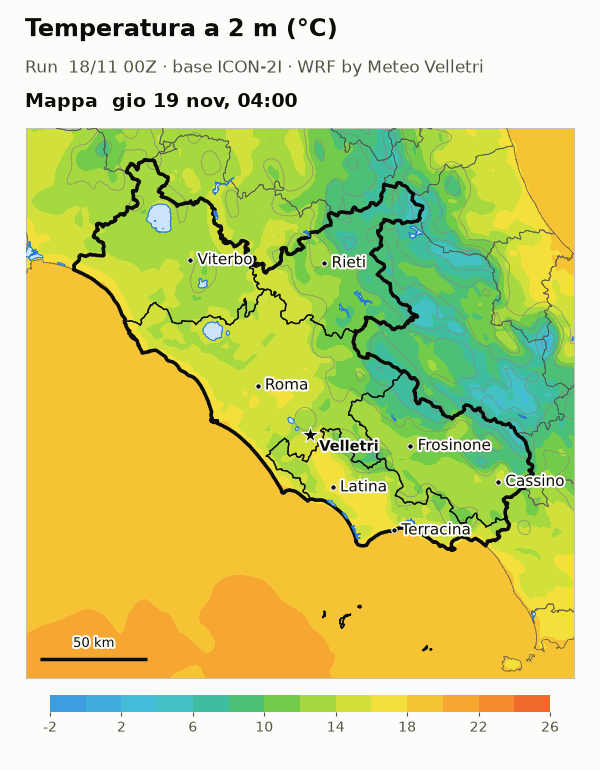 Temperatura a 2 m (°C)
Run  18/11 00Z · base ICON-2I · WRF by Meteo Velletri
Mappa  gio 19 nov, 04:00
Viterbo
Rieti
Roma
Velletri
Frosinone
Cassino
Latina
Terracina
50 km
-2 2 6 10 14 18 22 26